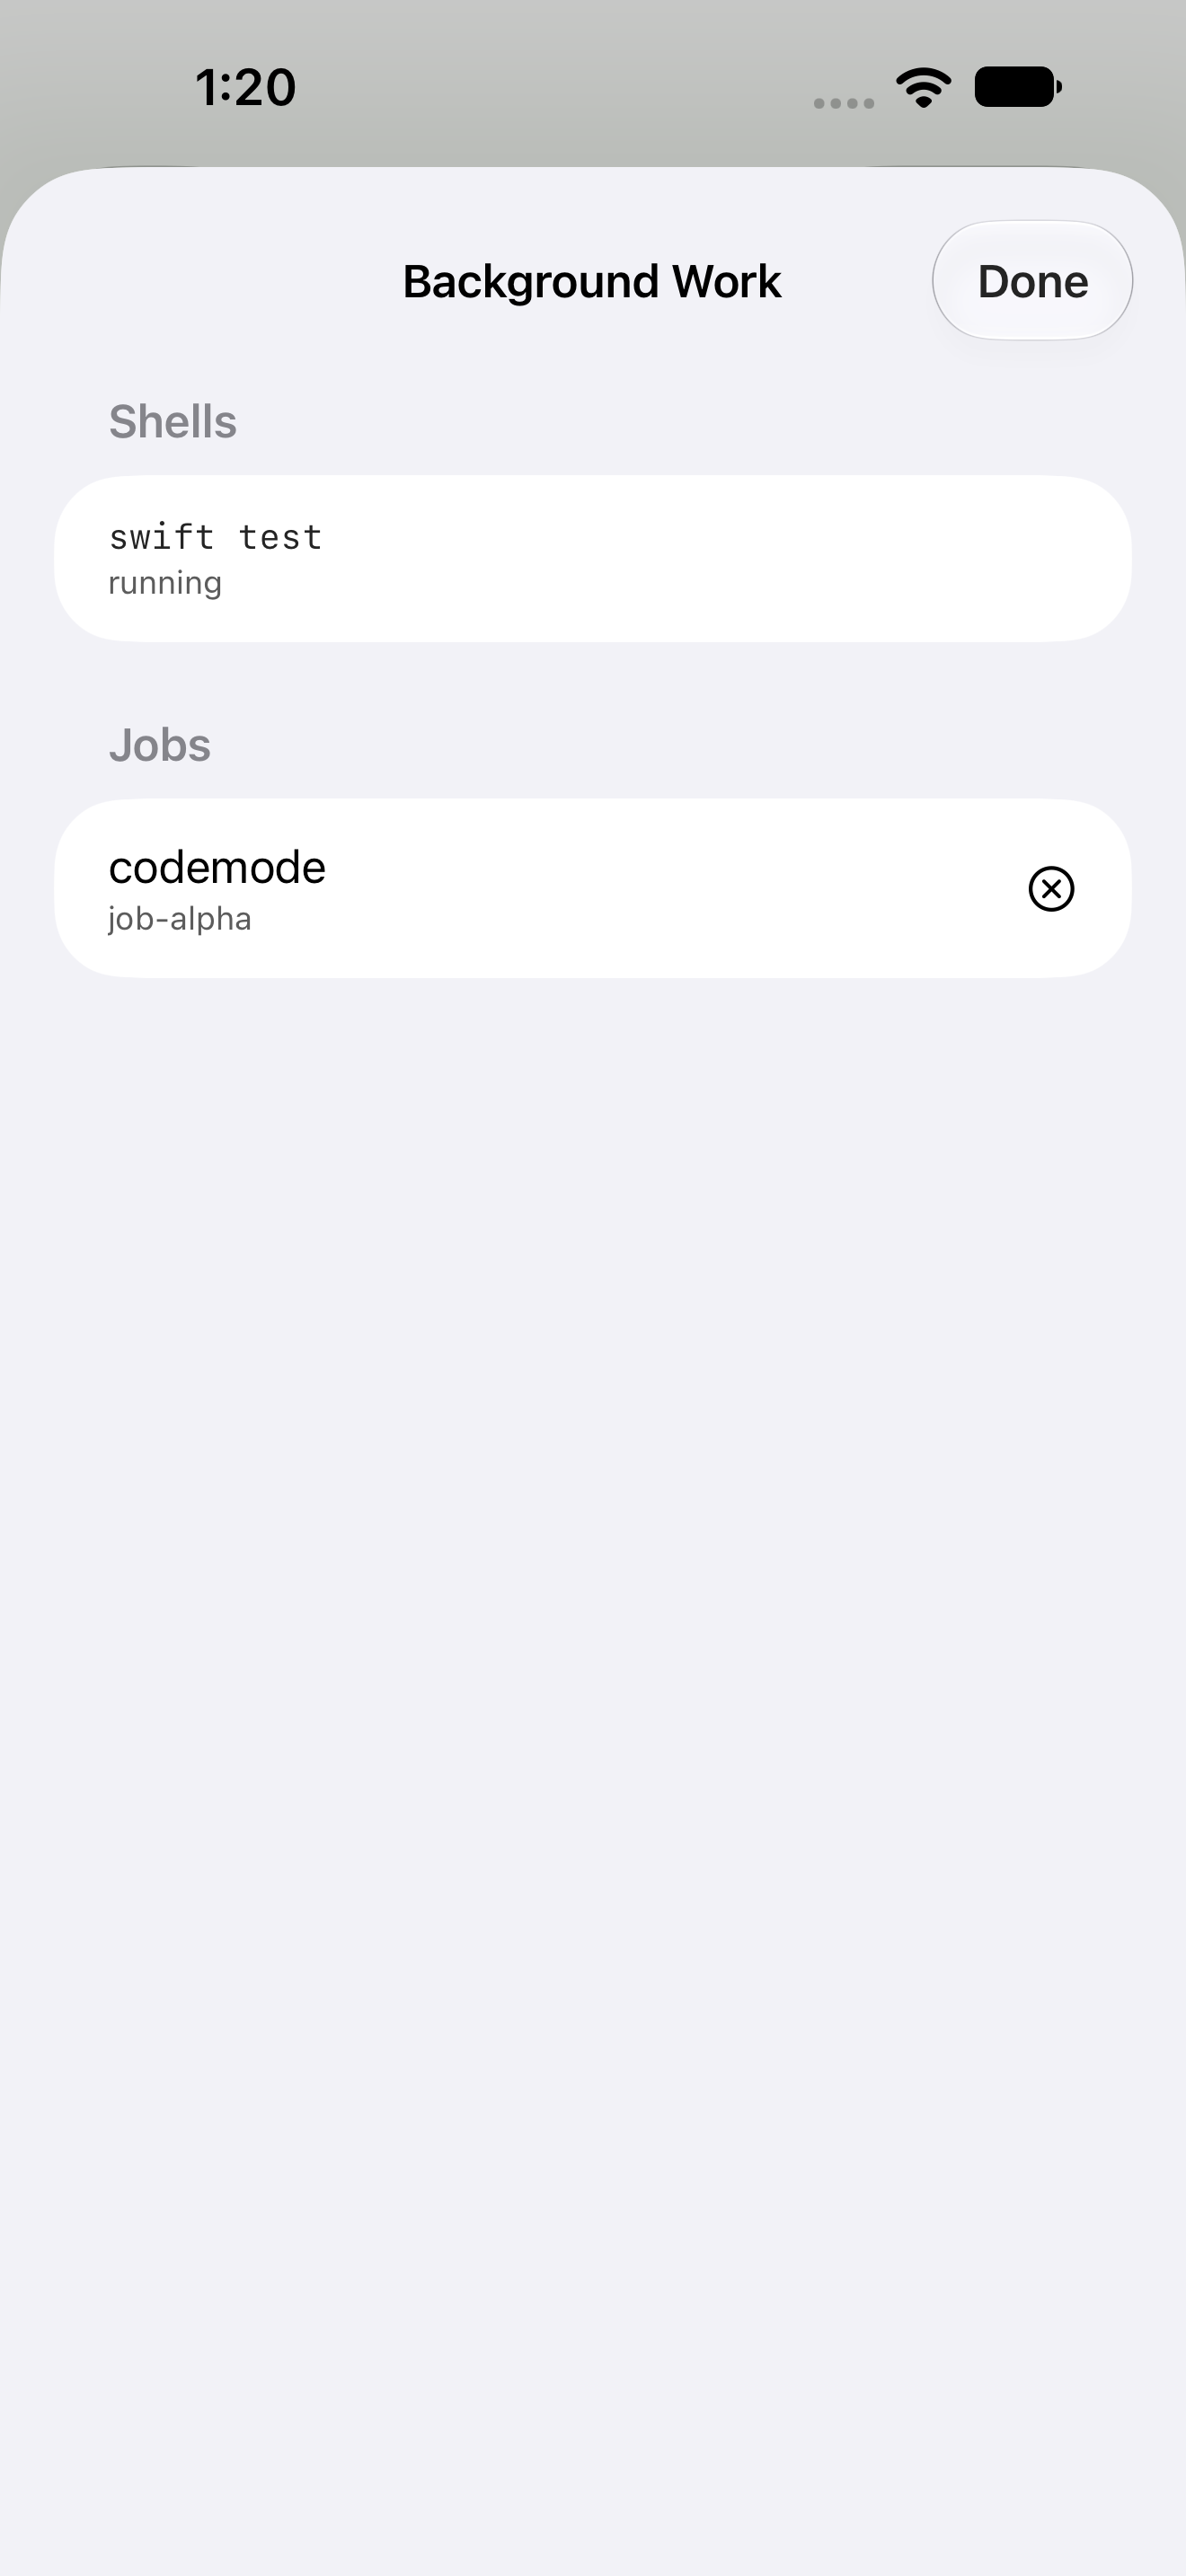 1:20
Background Work
Done
Shells
swift test
running
Jobs
codemode
job-alpha